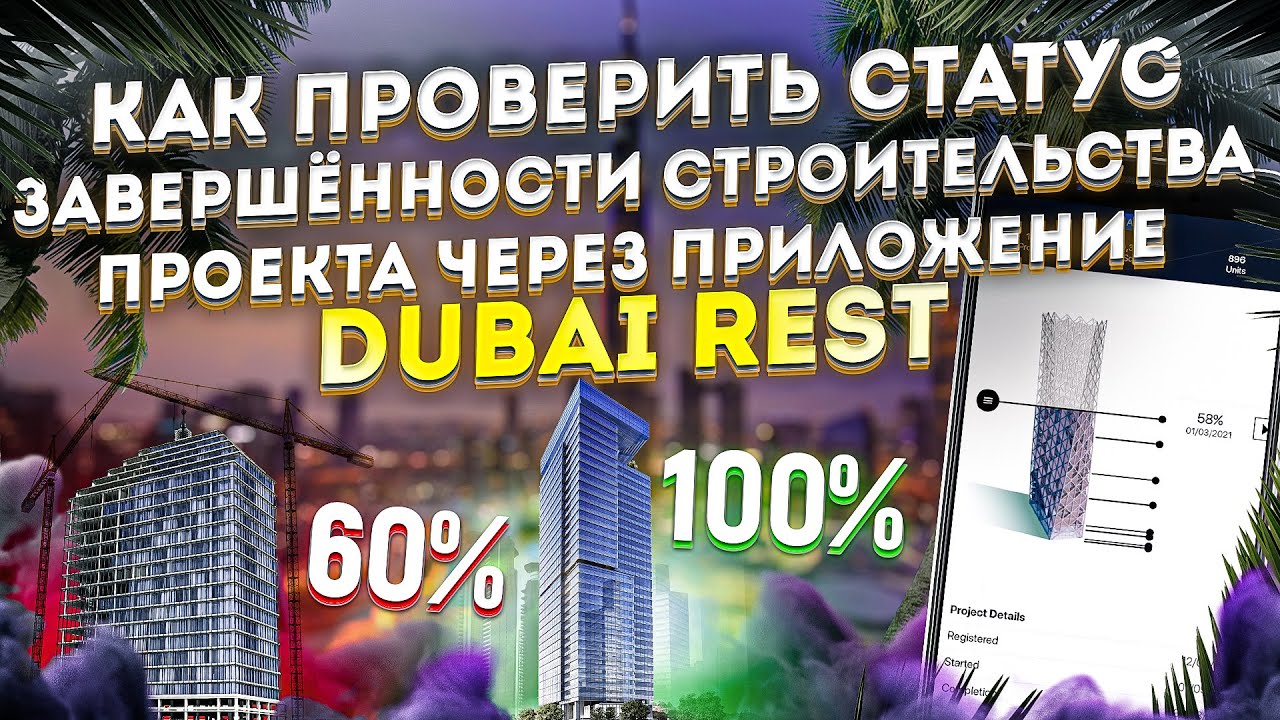 КАК ПРОВЕРИТЬ СТАТУС
ЗАВЕРШЁННОСТИ СТРОИТЕЛЬСТВА
ПРОЕКТА ЧЕРЕЗ ПРИЛОЖЕНИЕ
DUBAI REST
60%
100%
896
Units
58%
01/03/2021
Project Details
Registered
Started